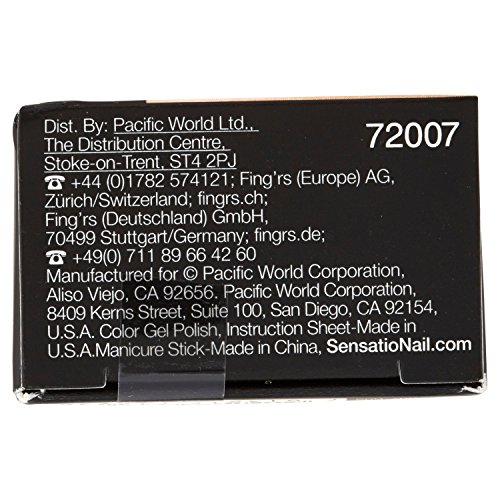 Dist. By: Pacific World Ltd.,
72007
The Distribution Centre,
Stoke-on-Trent, ST4 2PJ
☎ +44 (0)1782 574121; Fing'rs (Europe) AG,
Zürich/Switzerland; fingrs.ch;
Fing'rs (Deutschland) GmbH,
70499 Stuttgart/Germany; fingrs.de;
☎+49(0) 711 89 66 42 60
Manufactured for © Pacific World Corporation,
Aliso Viejo, CA 92656. Pacific World Corporation,
8409 Kerns Street, Suite 100, San Diego, CA 92154,
U.S.A. Color Gel Polish, Instruction Sheet-Made in
U.S.A.Manicure Stick-Made in China, SensatioNail.com